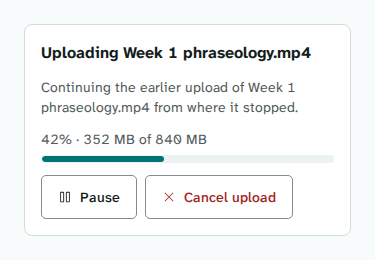 Uploading Week 1 phraseology.mp4
Continuing the earlier upload of Week 1
phraseology.mp4 from where it stopped.
42% · 352 MB of 840 MB
Pause
Cancel upload